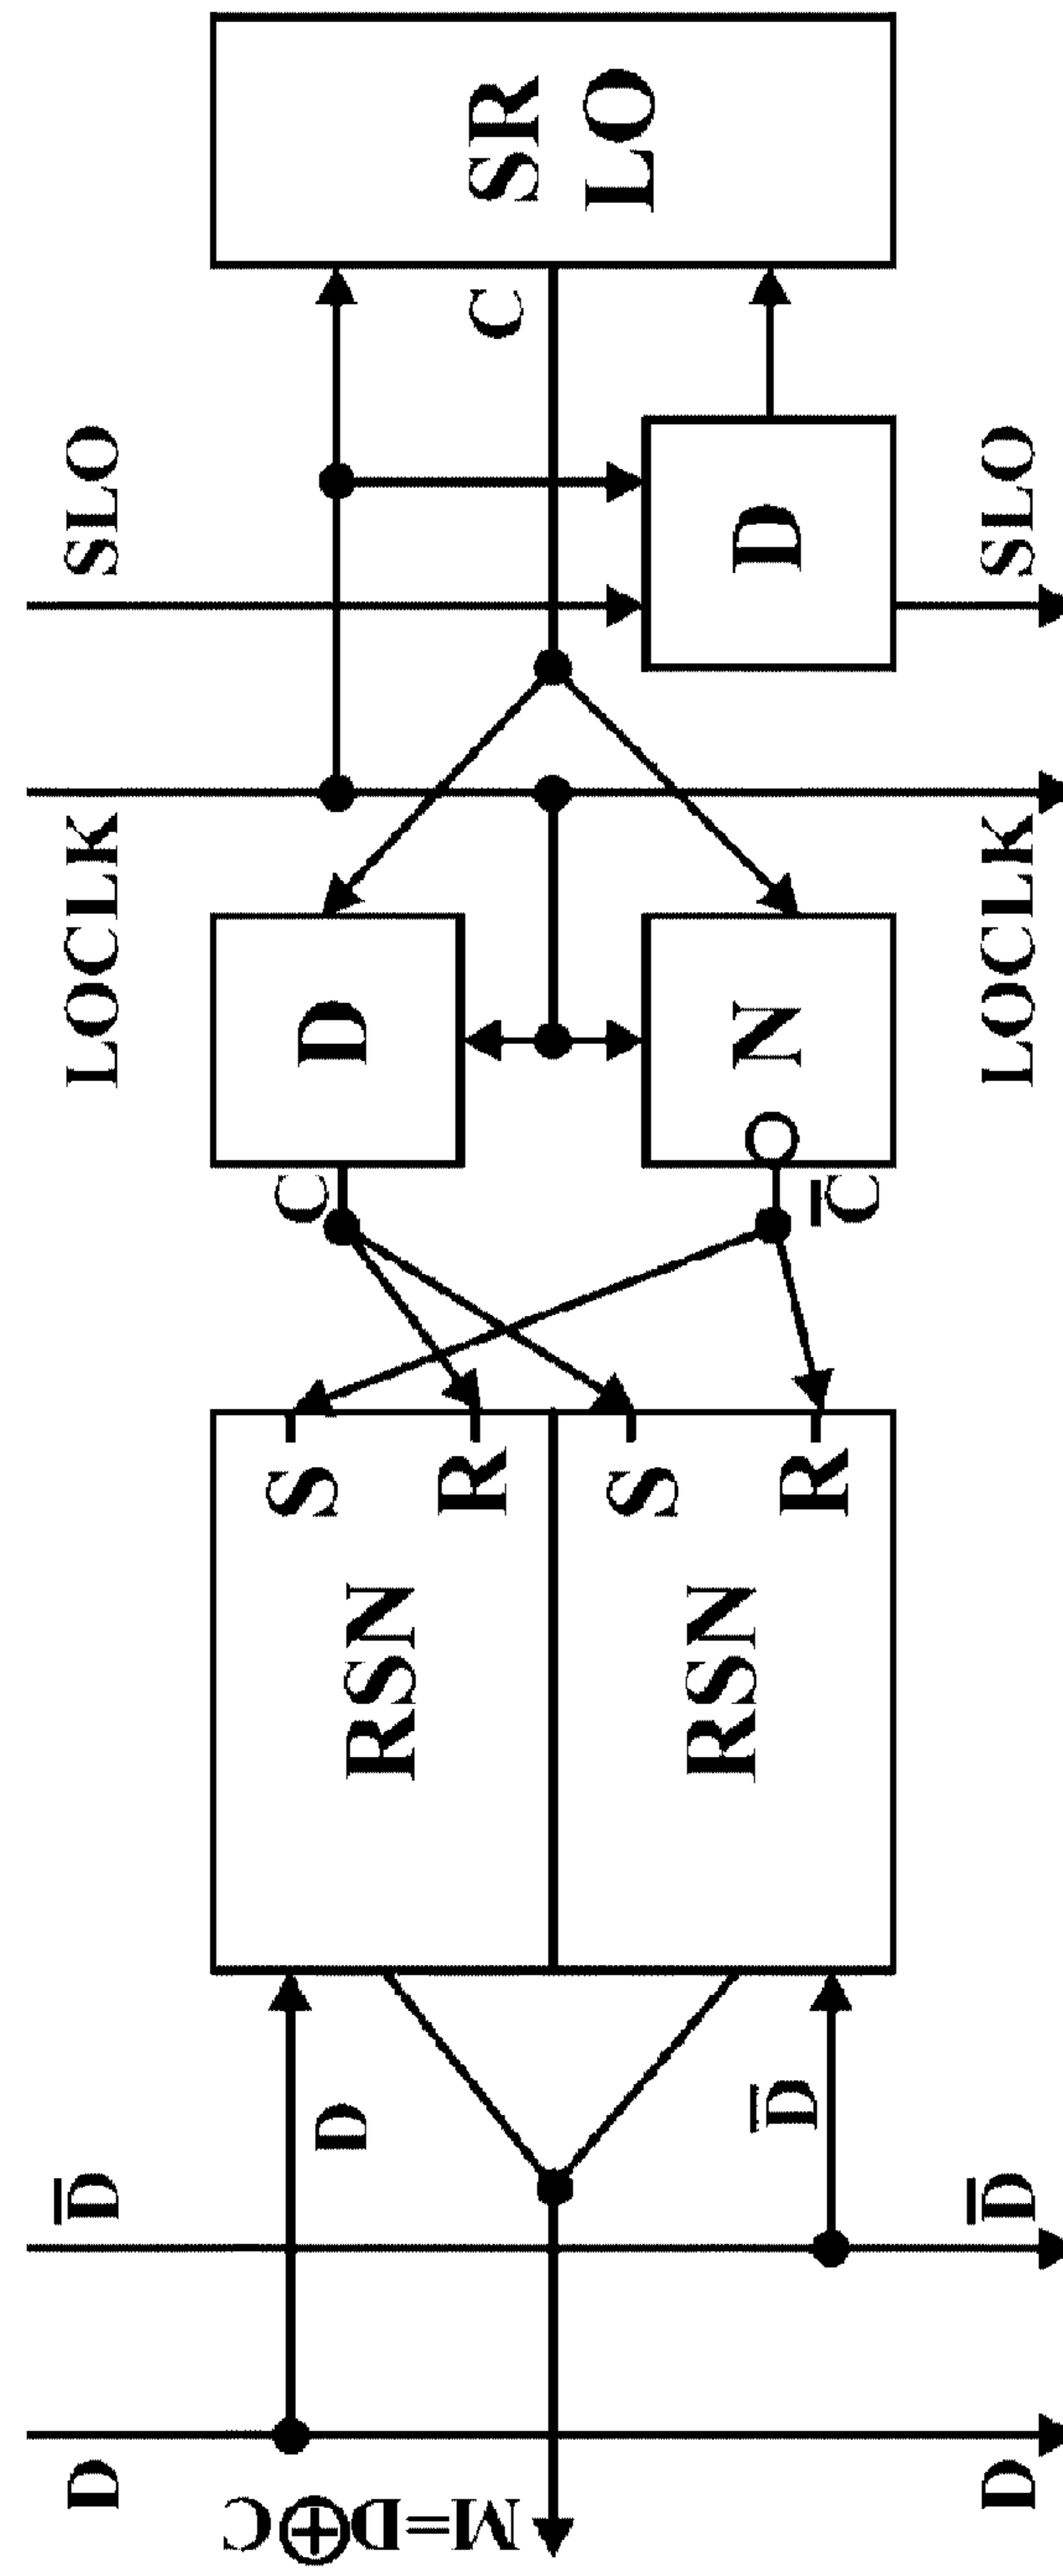 D
D̅
LOCLK
SLO
M=D⊕C
D
RSN
S
R
C
D
C
SR
LO
D̅
RSN
S
R
C̅
N
D
D
D̅
LOCLK
SLO